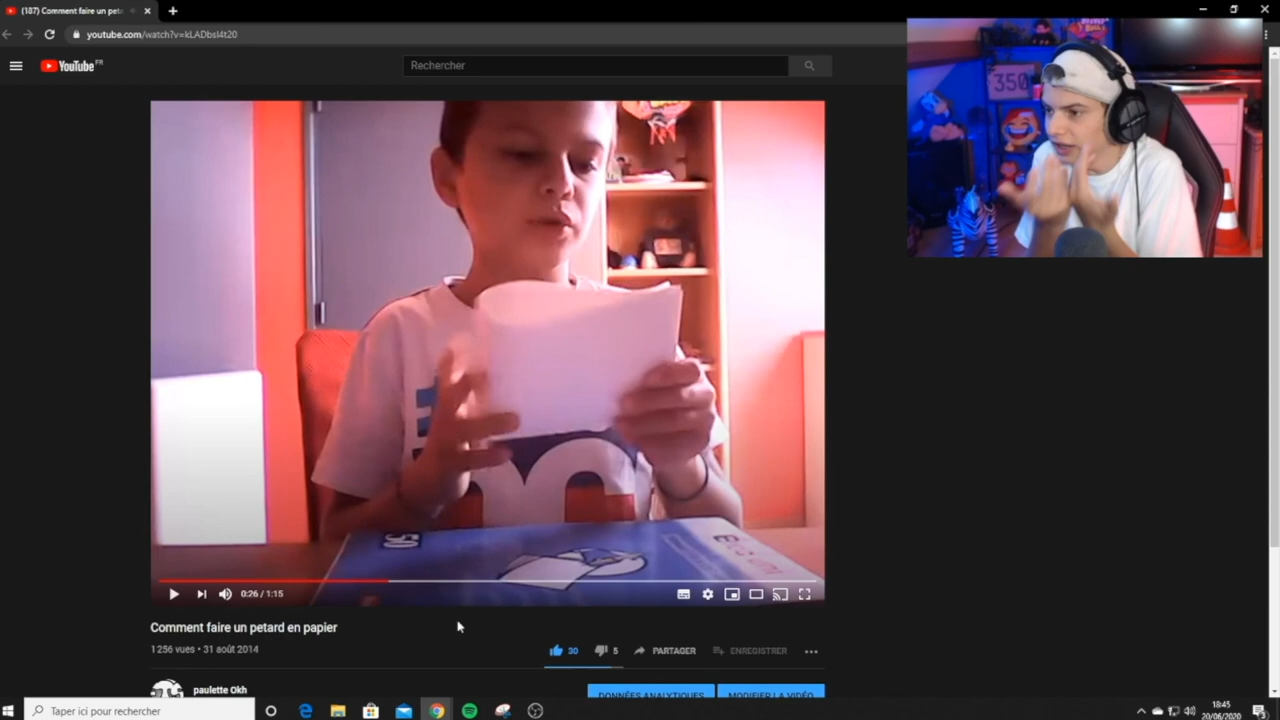 (187) Comment faire un peta
youtube.com/watch?v=kLADbsl4t20
YouTube FR
Rechercher
350
50
0:26 / 1:15
Comment faire un petard en papier
1 256 vues • 31 août 2014
30
5
PARTAGER
ENREGISTRER
paulette Okh
DONNÉES ANALYTIQUES
MODIFIER LA VIDÉO
Taper ici pour rechercher
18:45
20/06/2020